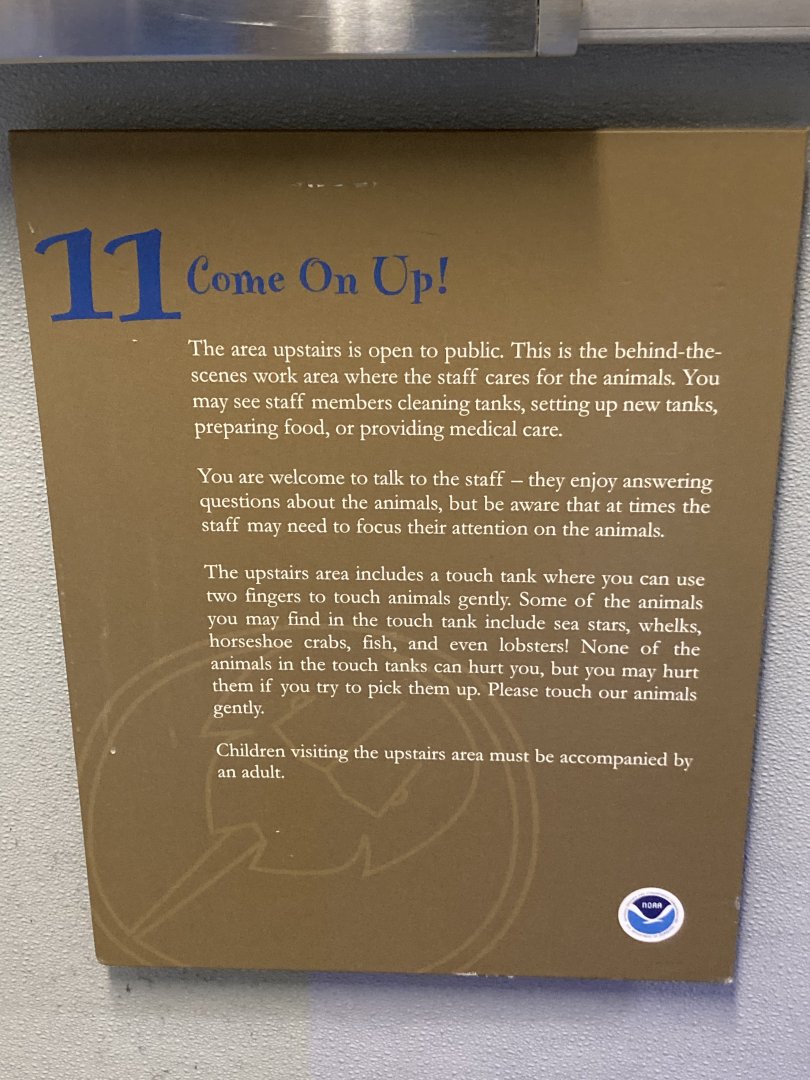 11 Come On Up!
The area upstairs is open to public. This is the behind-the-
scenes work area where the staff cares for the animals. You
may see staff members cleaning tanks, setting up new tanks,
preparing food, or providing medical care.
You are welcome to talk to the staff – they enjoy answering
questions about the animals, but be aware that at times the
staff may need to focus their attention on the animals.
The upstairs area includes a touch tank where you can use
two fingers to touch animals gently. Some of the animals
you may find in the touch tank include sea stars, whelks,
horseshoe crabs, fish, and even lobsters! None of the
animals in the touch tanks can hurt you, but you may hurt
them if you try to pick them up. Please touch our animals
gently.
Children visiting the upstairs area must be accompanied by
an adult.
NOAA